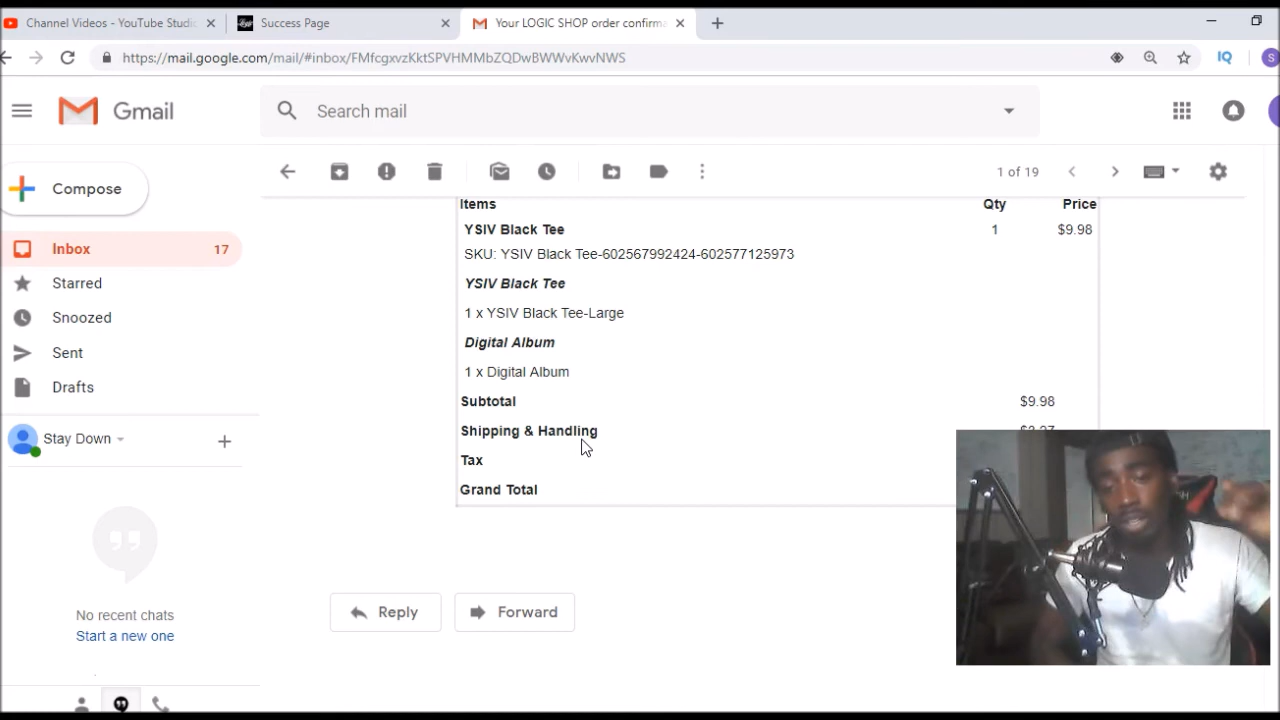 Channel Videos - YouTube Studio
Success Page
Your LOGIC SHOP order confirma
https://mail.google.com/mail/#inbox/FMfcgxvzKktSPVHMMbZQDwBWWvKwvNWS
IQ
S
Gmail
Search mail
Compose
1 of 19
Inbox 17
Starred
Snoozed
Sent
Drafts
Stay Down
No recent chats
Start a new one
Items Qty Price
YSIV Black Tee 1 $9.98
SKU: YSIV Black Tee-602567992424-602577125973
YSIV Black Tee
1 x YSIV Black Tee-Large
Digital Album
1 x Digital Album
Subtotal $9.98
Shipping & Handling
Tax
Grand Total
Reply
Forward